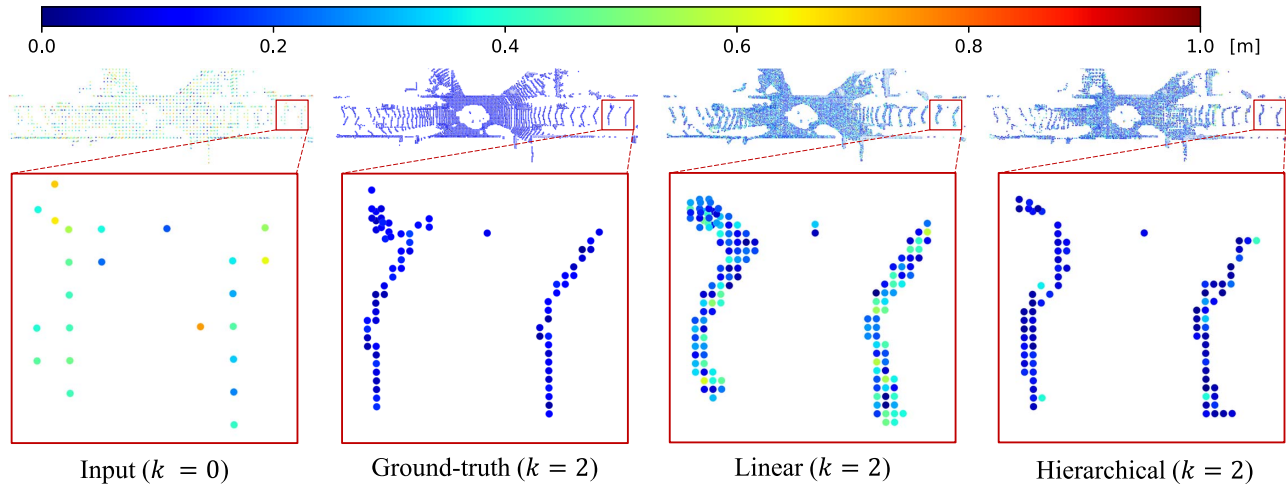 0.0 0.2 0.4 0.6 0.8 1.0 [m]
Input (k = 0) Ground-truth (k = 2) Linear (k = 2) Hierarchical (k = 2)